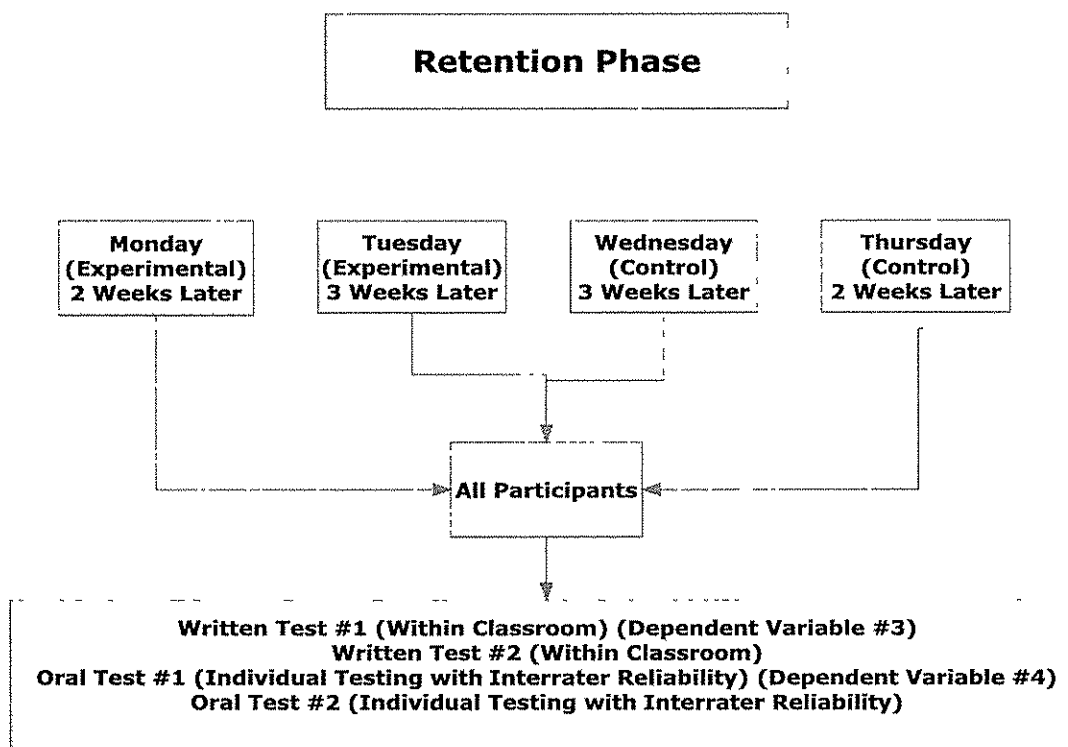 Retention Phase
Monday
(Experimental)
2 Weeks Later
Tuesday
(Experimental)
3 Weeks Later
Wednesday
(Control)
3 Weeks Later
Thursday
(Control)
2 Weeks Later
All Participants
Written Test #1 (Within Classroom) (Dependent Variable #3)
Written Test #2 (Within Classroom)
Oral Test #1 (Individual Testing with Interrater Reliability) (Dependent Variable #4)
Oral Test #2 (Individual Testing with Interrater Reliability)